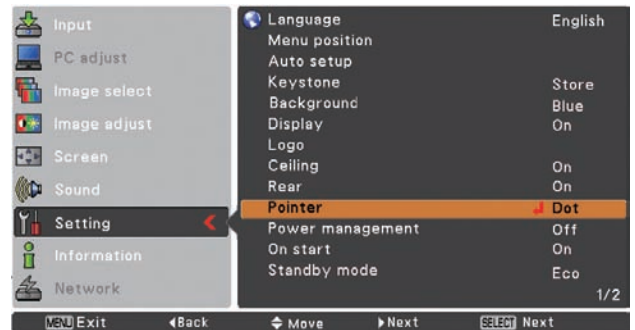 Input
PC adjust
Image select
Image adjust
Screen
Sound
Setting
Information
Network
Language English
Menu position
Auto setup
Keystone Store
Background Blue
Display On
Logo
Ceiling On
Rear On
Pointer Dot
Power management Off
On start On
Standby mode Eco
1/2
MENU Exit Back Move Next SELECT Next